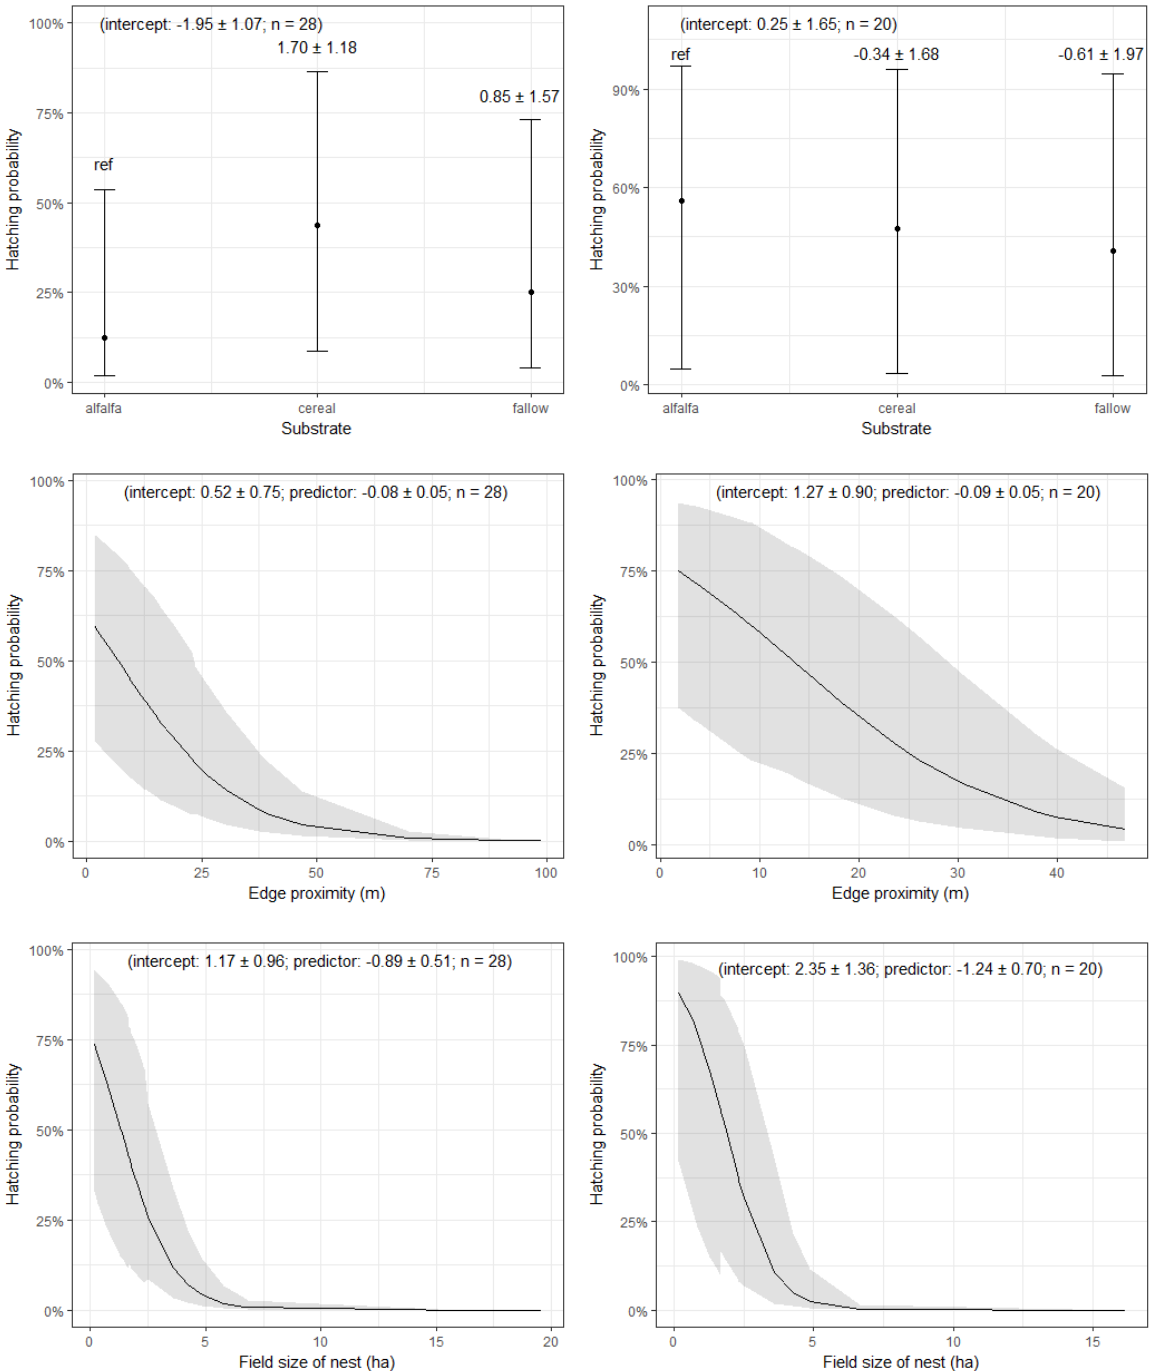 (intercept: -1.95 ± 1.07; n = 28)
1.70 ± 1.18
0.85 ± 1.57
ref
100%
75%
50%
25%
0%
Hatching probability
alfalfa cereal fallow
Substrate
(intercept: 0.25 ± 1.65; n = 20)
ref -0.34 ± 1.68 -0.61 ± 1.97
90%
60%
30%
0%
Hatching probability
alfalfa cereal fallow
Substrate
(intercept: 0.52 ± 0.75; predictor: -0.08 ± 0.05; n = 28)
100%
75%
50%
25%
0%
Hatching probability
0 25 50 75 100
Edge proximity (m)
(intercept: 1.27 ± 0.90; predictor: -0.09 ± 0.05; n = 20)
100%
75%
50%
25%
0%
Hatching probability
0 10 20 30 40
Edge proximity (m)
(intercept: 1.17 ± 0.96; predictor: -0.89 ± 0.51; n = 28)
100%
75%
50%
25%
0%
Hatching probability
0 5 10 15 20
Field size of nest (ha)
(intercept: 2.35 ± 1.36; predictor: -1.24 ± 0.70; n = 20)
100%
75%
50%
25%
0%
Hatching probability
0 5 10 15
Field size of nest (ha)